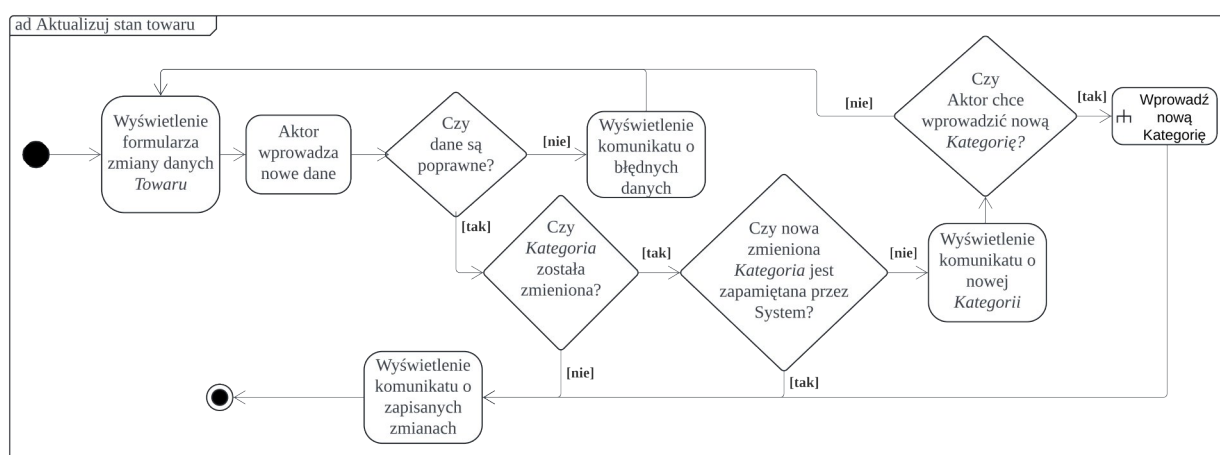 ad Aktualizuj stan towaru
Wyświetlenie
formularza
zmiany danych
Towaru
Aktor
wprowadza
nowe dane
Czy
dane są
poprawne?
[nie]
Wyświetlenie
komunikatu o
błędnych
danych
[tak]
Czy
Kategoria
została
zmieniona?
[tak]
Czy nowa
zmieniona
Kategoria jest
zapamiętana przez
System?
[nie]
Wyświetlenie
komunikatu o
nowej
Kategorii
Czy
Aktor chce
wprowadzić nową
Kategorię?
[nie]
[tak]
Wprowadź
nową
Kategorię
[nie]
[tak]
Wyświetlenie
komunikatu o
zapisanych
zmianach